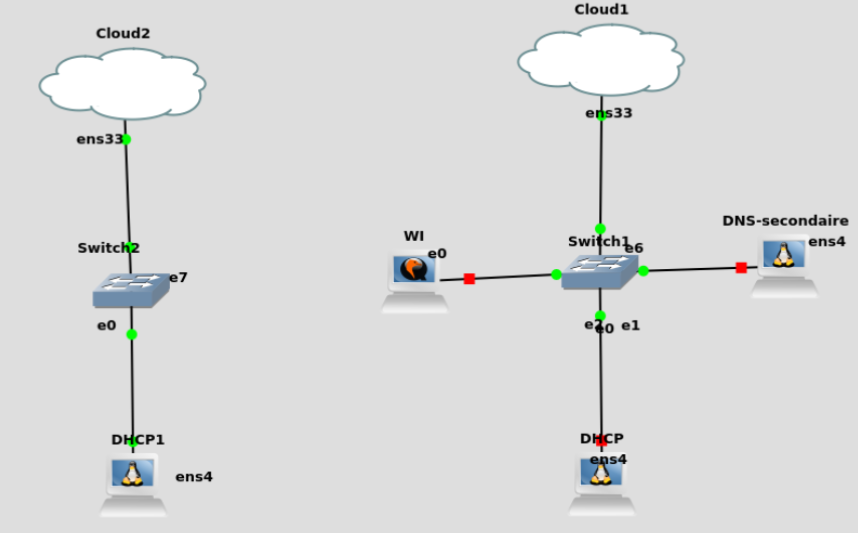 Cloud2
ens33
Switch2
e7
e0
DHCP1
ens4
Cloud1
ens33
WI
e0
Switch1
e6
DNS-secondaire
ens4
e2
e0
e1
DHCP
ens4